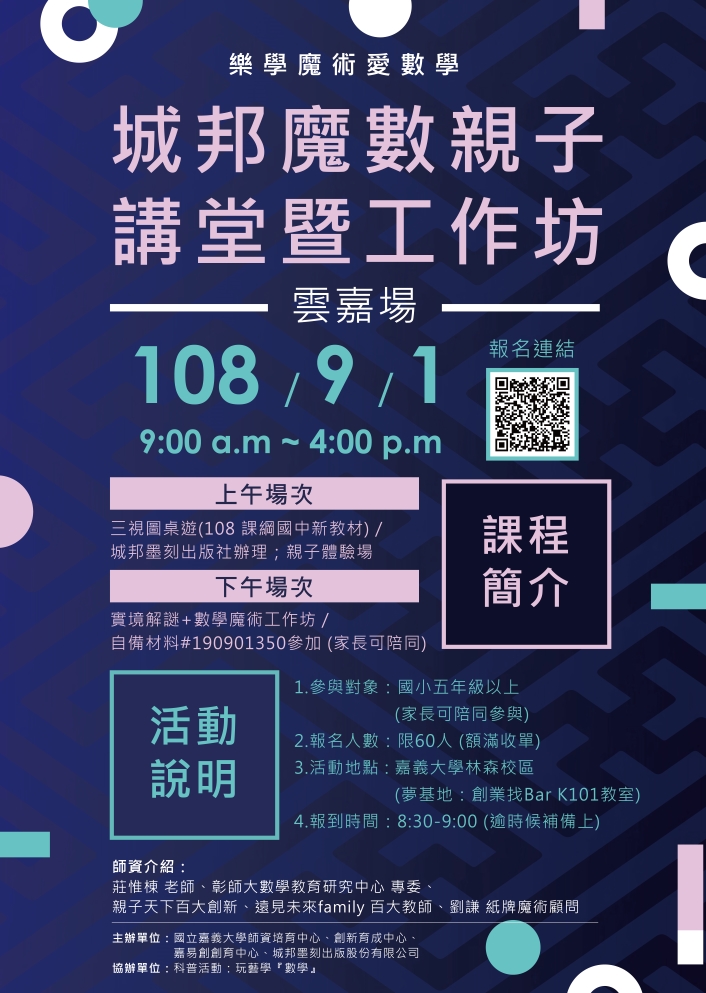 樂學魔術愛數學
城邦魔數親子
講堂暨工作坊
雲嘉場
108 / 9 / 1
9:00 a.m ~ 4:00 p.m
報名連結
上午場次
三視圖桌遊(108 課綱國中新教材) /
城邦墨刻出版社辦理；親子體驗場
下午場次
實境解謎+數學魔術工作坊 /
自備材料#190901350參加 (家長可陪同)
課程
簡介
活動
說明
1.參與對象：國小五年級以上
(家長可陪同參與)
2.報名人數：限60人 (額滿收單)
3.活動地點：嘉義大學林森校區
(夢基地：創業找Bar K101教室)
4.報到時間：8:30-9:00 (逾時候補備上)
師資介紹：
莊惟棟 老師、彰師大數學教育研究中心 專委、
親子天下百大創新、遠見未來family 百大教師、劉謙 紙牌魔術顧問
主辦單位：國立嘉義大學師資培育中心、創新育成中心、
嘉易創創育中心、城邦墨刻出版股份有限公司
協辦單位：科普活動：玩藝學『數學』